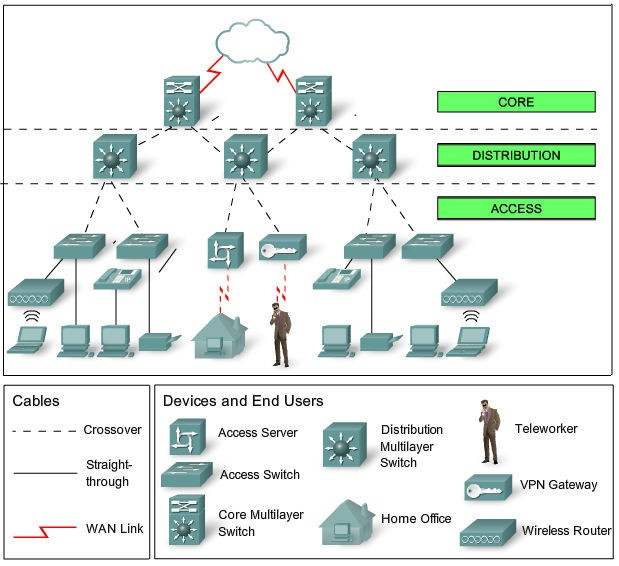 CORE
DISTRIBUTION
ACCESS
Cables
Crossover
Straight-
through
WAN Link
Devices and End Users
Access Server
Access Switch
Core Multilayer
Switch
Distribution
Multilayer
Switch
Home Office
Teleworker
VPN Gateway
Wireless Router